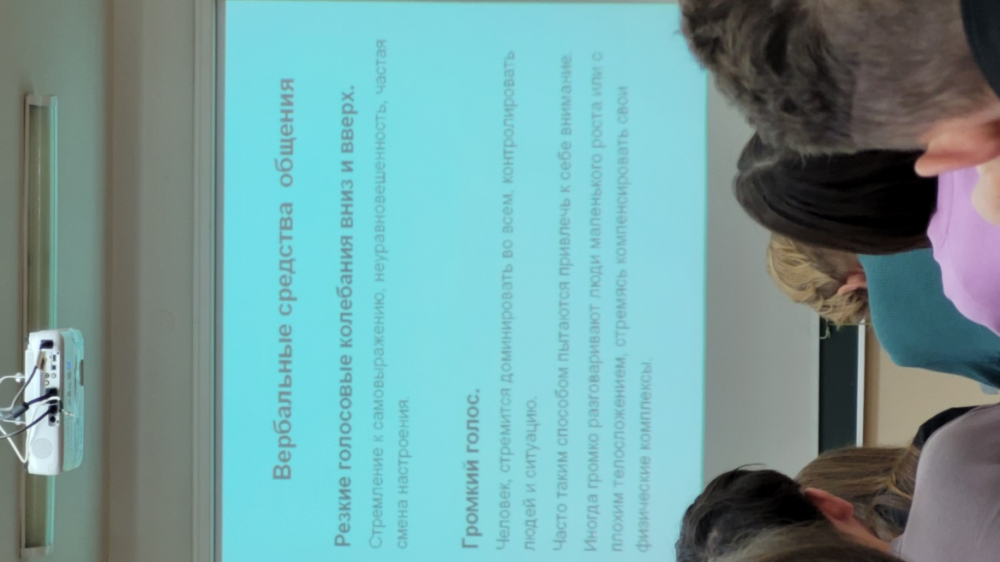 Вербальные средства общения
Резкие голосовые колебания вниз и вверх.
Стремление к самовыражению, неуравновешенность, частая
смена настроения.
Громкий голос.
Человек, стремится доминировать во всем, контролировать
людей и ситуацию.
Часто таким способом пытаются привлечь к себе внимание.
Иногда громко разговаривают люди маленького роста или с
плохим телосложением, стремясь компенсировать свои
физические комплексы.